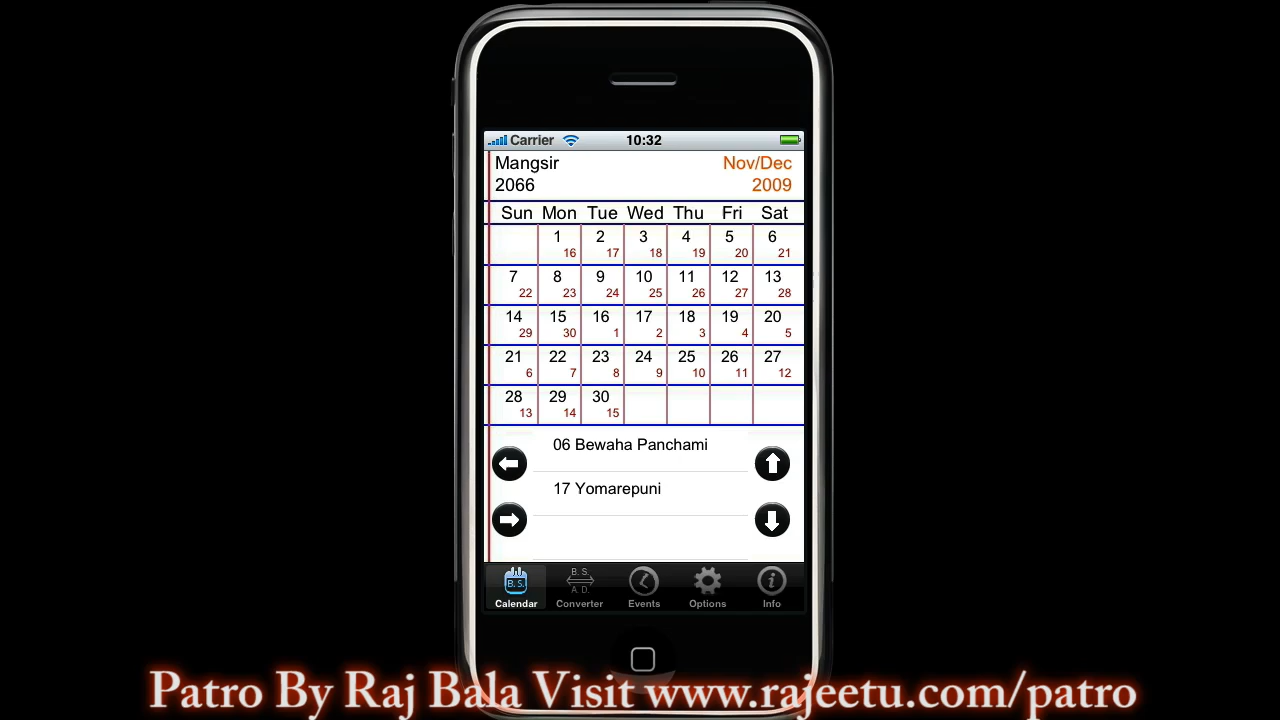 Carrier 10:32
Mangsir Nov/Dec
2066 2009
Sun Mon Tue Wed Thu Fri Sat
1 2 3 4 5 6
16 17 18 19 20 21
7 8 9 10 11 12 13
22 23 24 25 26 27 28
14 15 16 17 18 19 20
29 30 1 2 3 4 5
21 22 23 24 25 26 27
6 7 8 9 10 11 12
28 29 30
13 14 15
06 Bewaha Panchami
17 Yomarepuni
B. S. B. S.
A. D.
Calendar Converter Events Options Info
Patro By Raj Bala Visit www.rajeetu.com/patro